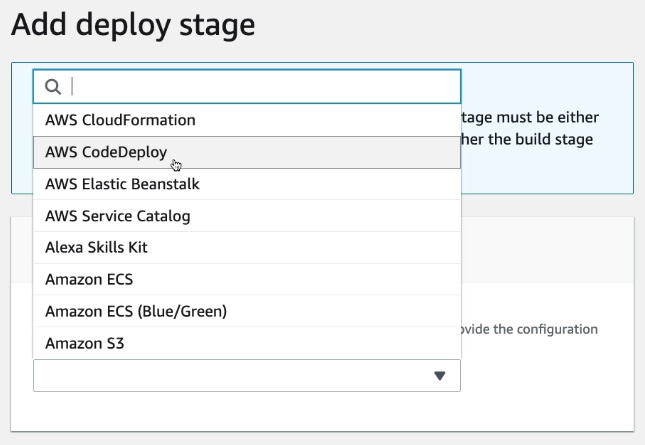 Add deploy stage
tage must be either
AWS CloudFormation
her the build stage
AWS CodeDeploy
AWS Elastic Beanstalk
AWS Service Catalog
Alexa Skills Kit
Amazon ECS
Amazon ECS (Blue/Green)
ovide the configuration
Amazon S3